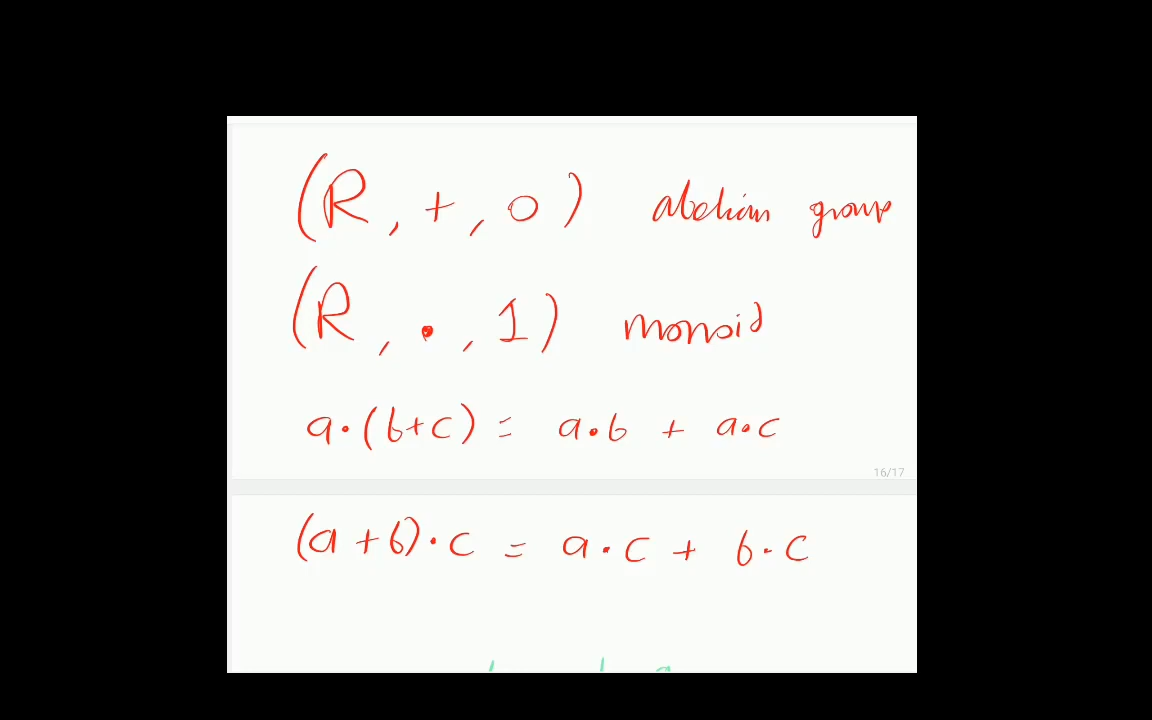 (R, +, 0) abelian group
(R, •, 1) monoid
a•(b+c) = a•b + a•c
16/17
(a+b)•c = a•c + b•c